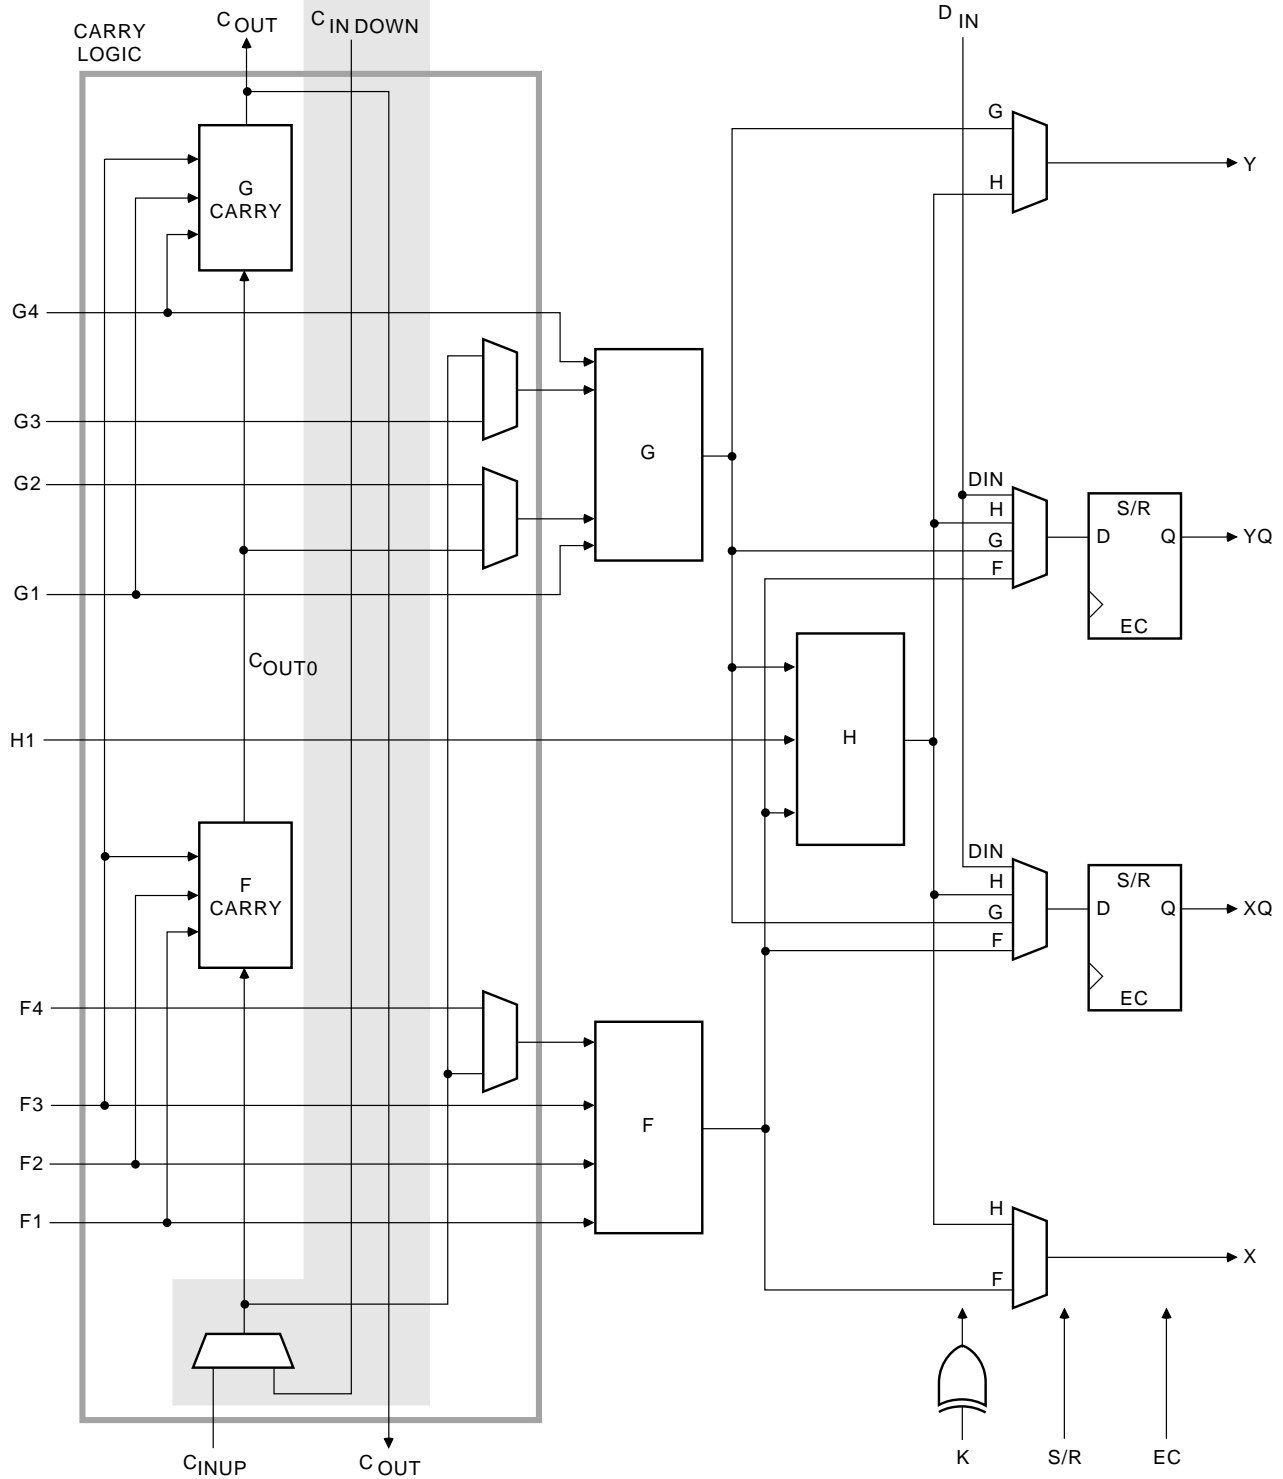 CARRY
LOGIC
C OUT
C IN DOWN
D IN
G
CARRY
G
H
Y
G4
G3
G2
G1
G
DIN
H
G
F
S/R
D
Q
EC
YQ
C OUT0
H1
H
F
CARRY
DIN
H
G
F
S/R
D
Q
EC
XQ
F4
F3
F2
F1
F
H
F
X
C INUP
C OUT
K
S/R
EC